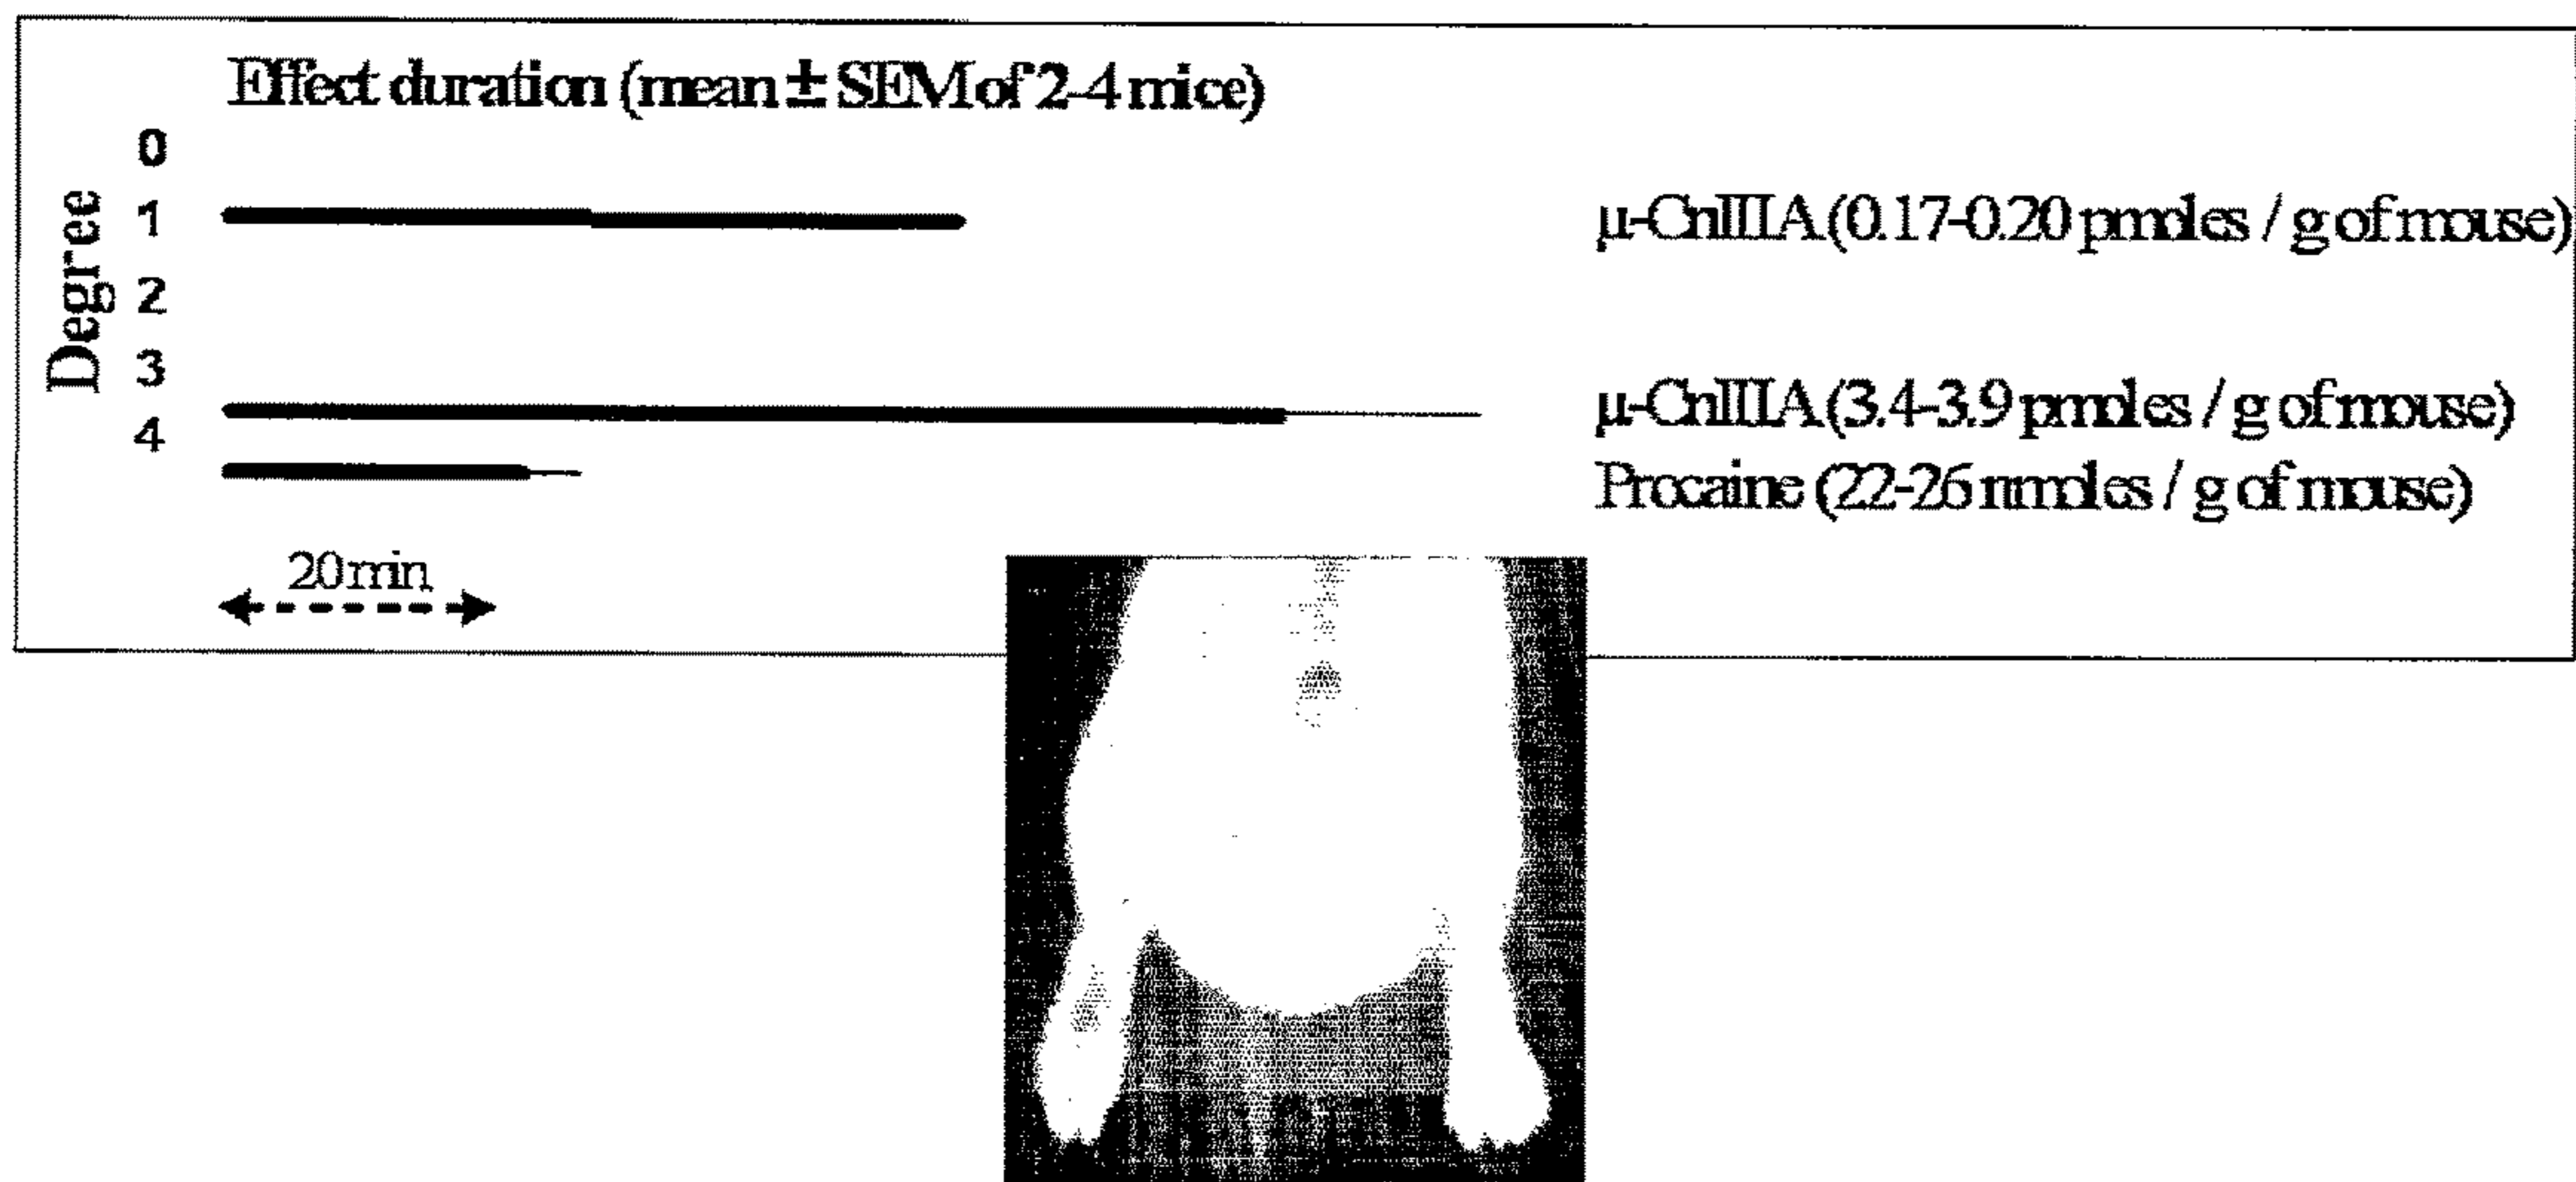 Effect duration (mean ± SEM of 2-4 mice)
Degree
0
1
2
3
4
μ-CnIIIA (0.17-0.20 pmoles / g of mouse)
μ-CnIIIA (3.4-3.9 pmoles / g of mouse)
Procaine (22-26 nmoles / g of mouse)
20 min